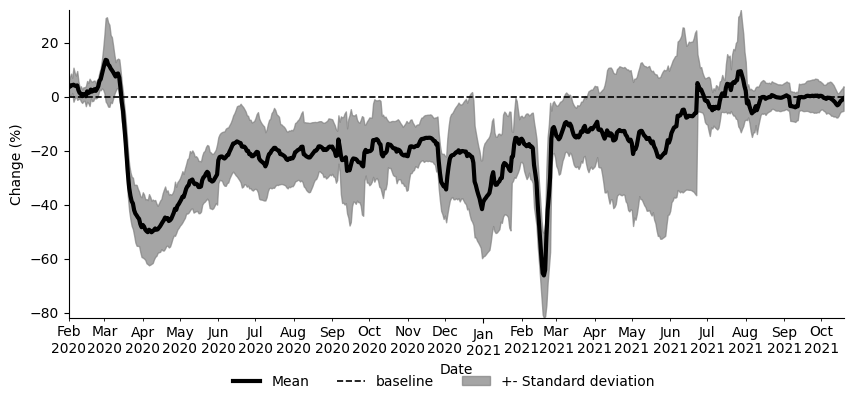 Change (%)
20
0
−20
−40
−60
−80
Feb Mar Apr May Jun Jul Aug Sep Oct Nov Dec Jan Feb Mar Apr May Jun Jul Aug Sep Oct
2020 2020 2020 2020 2020 2020 2020 2020 2020 2020 2020 2021 2021 2021 2021 2021 2021 2021 2021 2021 2021
Date
Mean baseline +- Standard deviation